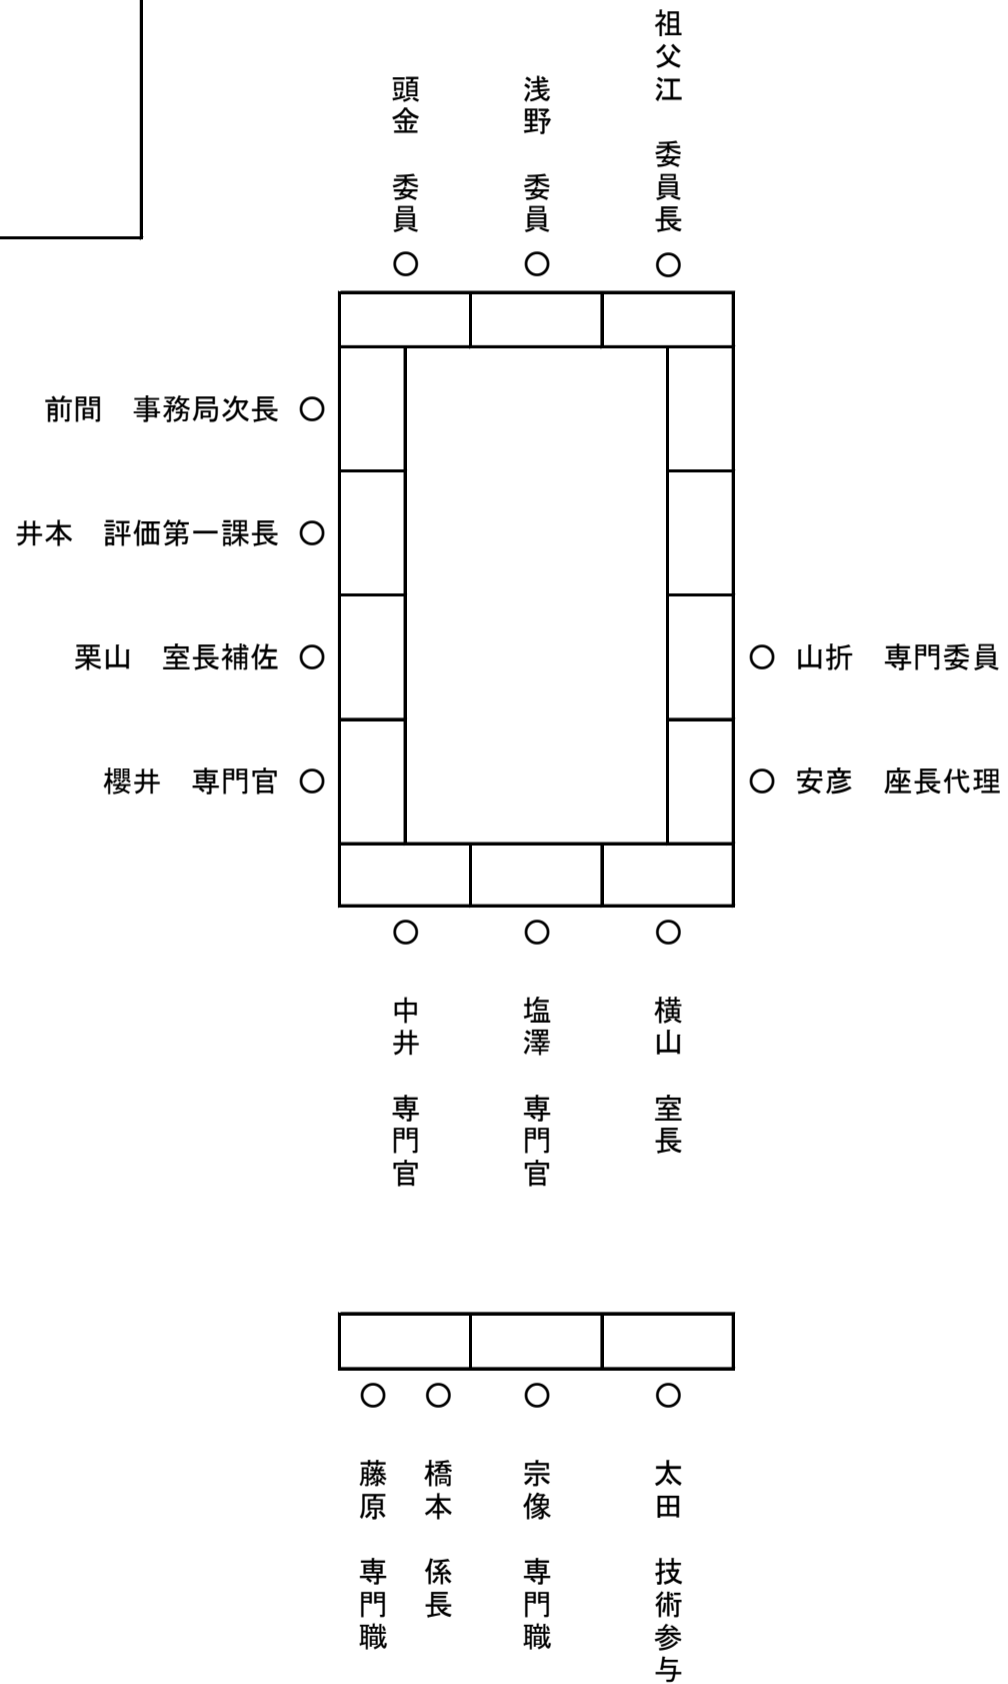 祖父江　委員長
浅野　委員
頭金　委員
前間　事務局次長
井本　評価第一課長
栗山　室長補佐
櫻井　専門官
山折　専門委員
安彦　座長代理
横山　室長
塩澤　専門官
中井　専門官
太田　技術参与
宗像　専門職
橋本　係長
藤原　専門職